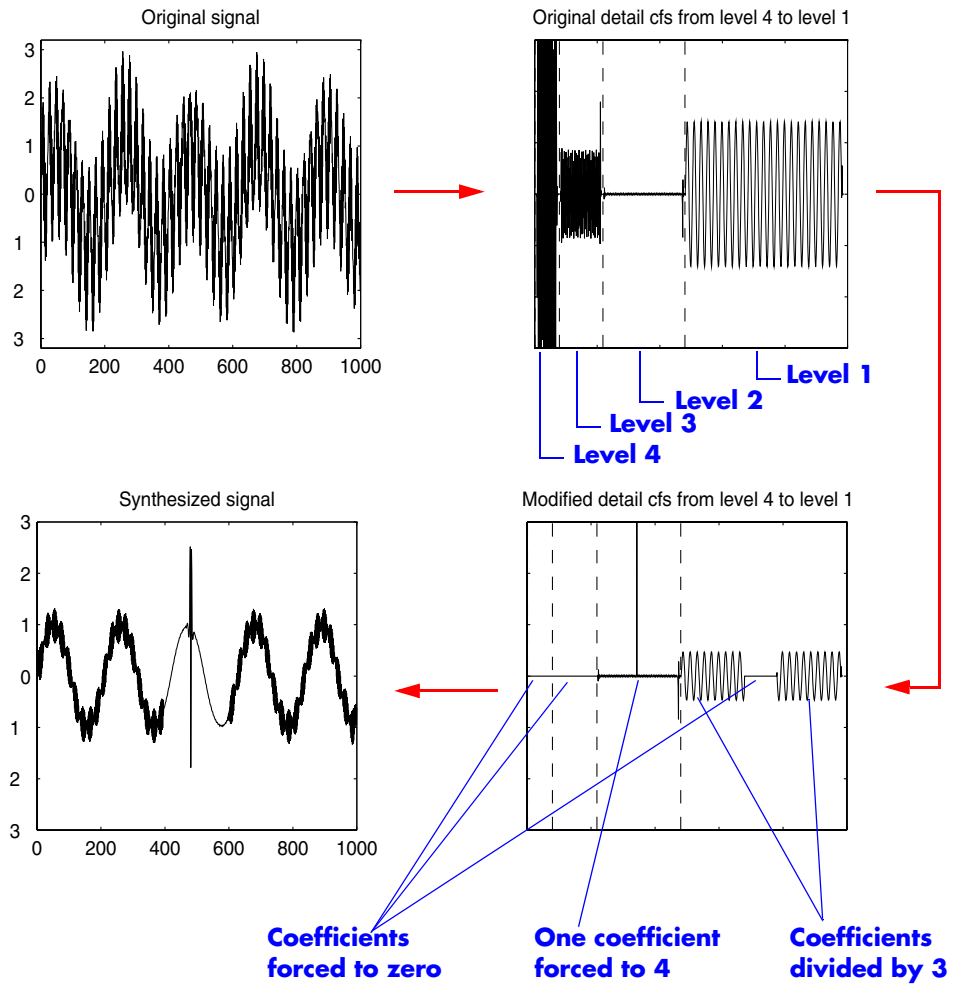 Original signal
Original detail cfs from level 4 to level 1
3
2
1
0
1
2
3
0 200 400 600 800 1000
Level 1
Level 2
Level 3
Level 4
Synthesized signal
Modified detail cfs from level 4 to level 1
3
2
1
0
1
2
3
0 200 400 600 800 1000
Coefficients
forced to zero
One coefficient
forced to 4
Coefficients
divided by 3